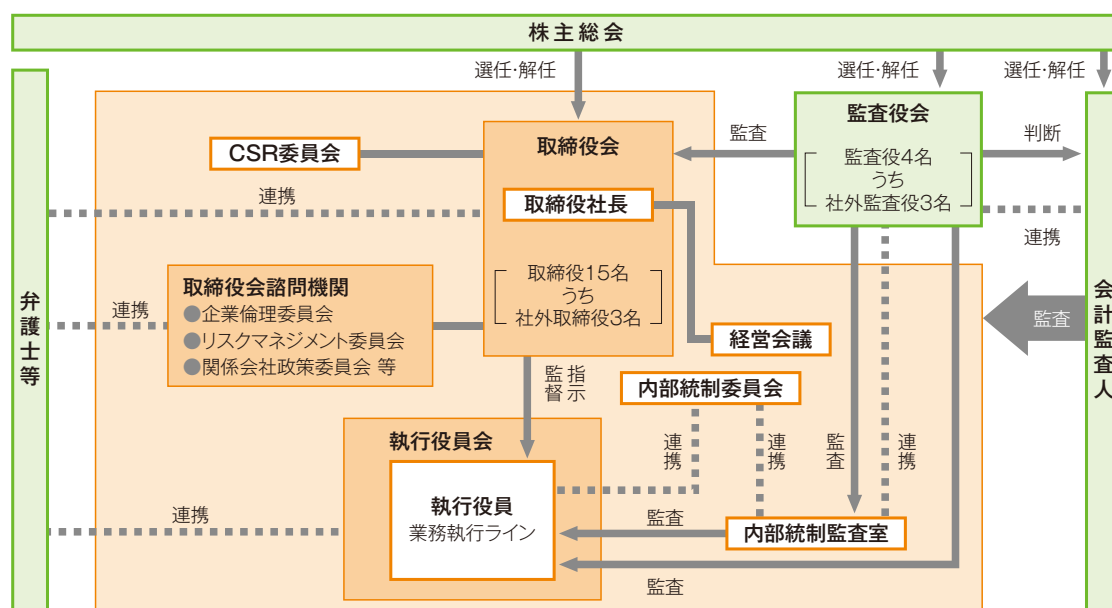 株主総会
選任・解任
選任・解任
選任・解任
監査役会
監査役4名
うち
社外監査役3名
取締役会
CSR委員会
監査
判断
連携
取締役社長
連携
取締役15名
うち
社外取締役3名
取締役会諮問機関
●企業倫理委員会
●リスクマネジメント委員会
●関係会社政策委員会 等
連携
弁護士等
会計監査人
監査
経営会議
指示
監督
内部統制委員会
執行役員会
連携
連携
監査
連携
執行役員
業務執行ライン
連携
監査
内部統制監査室
監査